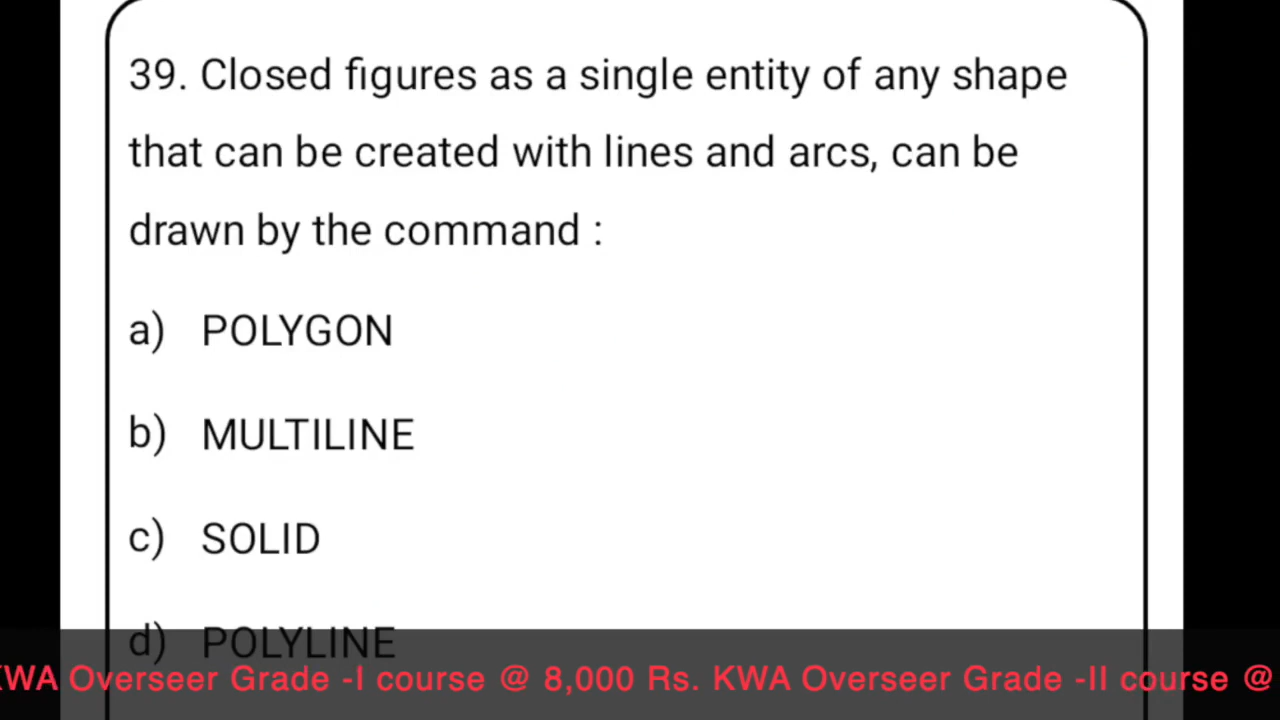 39. Closed figures as a single entity of any shape
that can be created with lines and arcs, can be
drawn by the command :
a) POLYGON
b) MULTILINE
c) SOLID
d) POLYLINE
KWA Overseer Grade -I course @ 8,000 Rs. KWA Overseer Grade -II course @